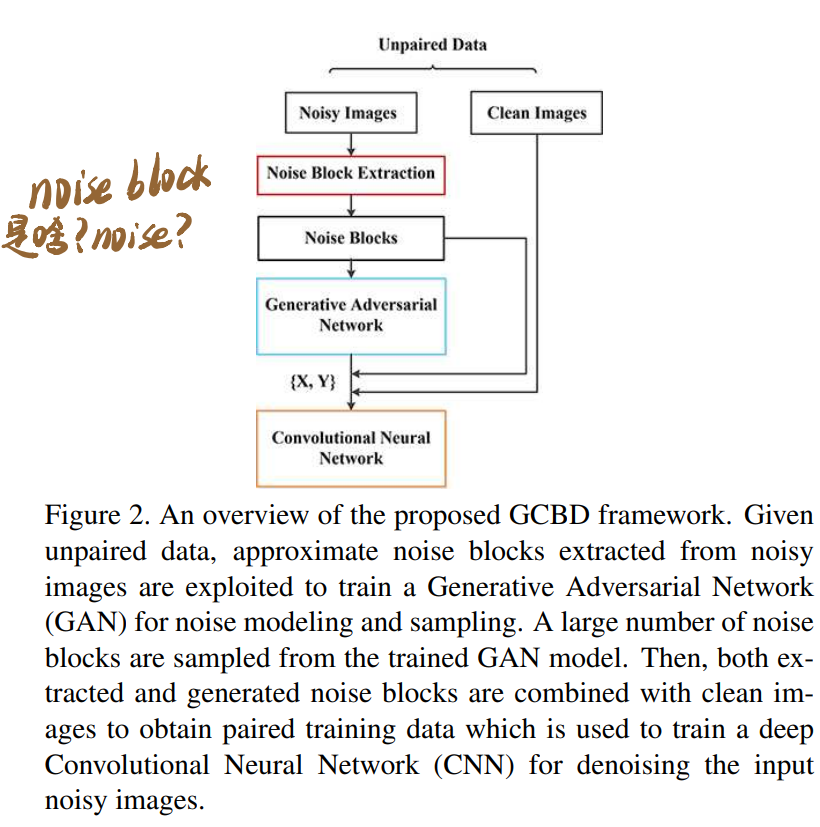 Unpaired Data
Noisy Images
Clean Images
noise block
是啥?noise?
Noise Block Extraction
Noise Blocks
Generative Adversarial
Network
{X, Y}
Convolutional Neural
Network
Figure 2. An overview of the proposed GCBD framework. Given
unpaired data, approximate noise blocks extracted from noisy
images are exploited to train a Generative Adversarial Network
(GAN) for noise modeling and sampling. A large number of noise
blocks are sampled from the trained GAN model. Then, both ex-
tracted and generated noise blocks are combined with clean im-
ages to obtain paired training data which is used to train a deep
Convolutional Neural Network (CNN) for denoising the input
noisy images.